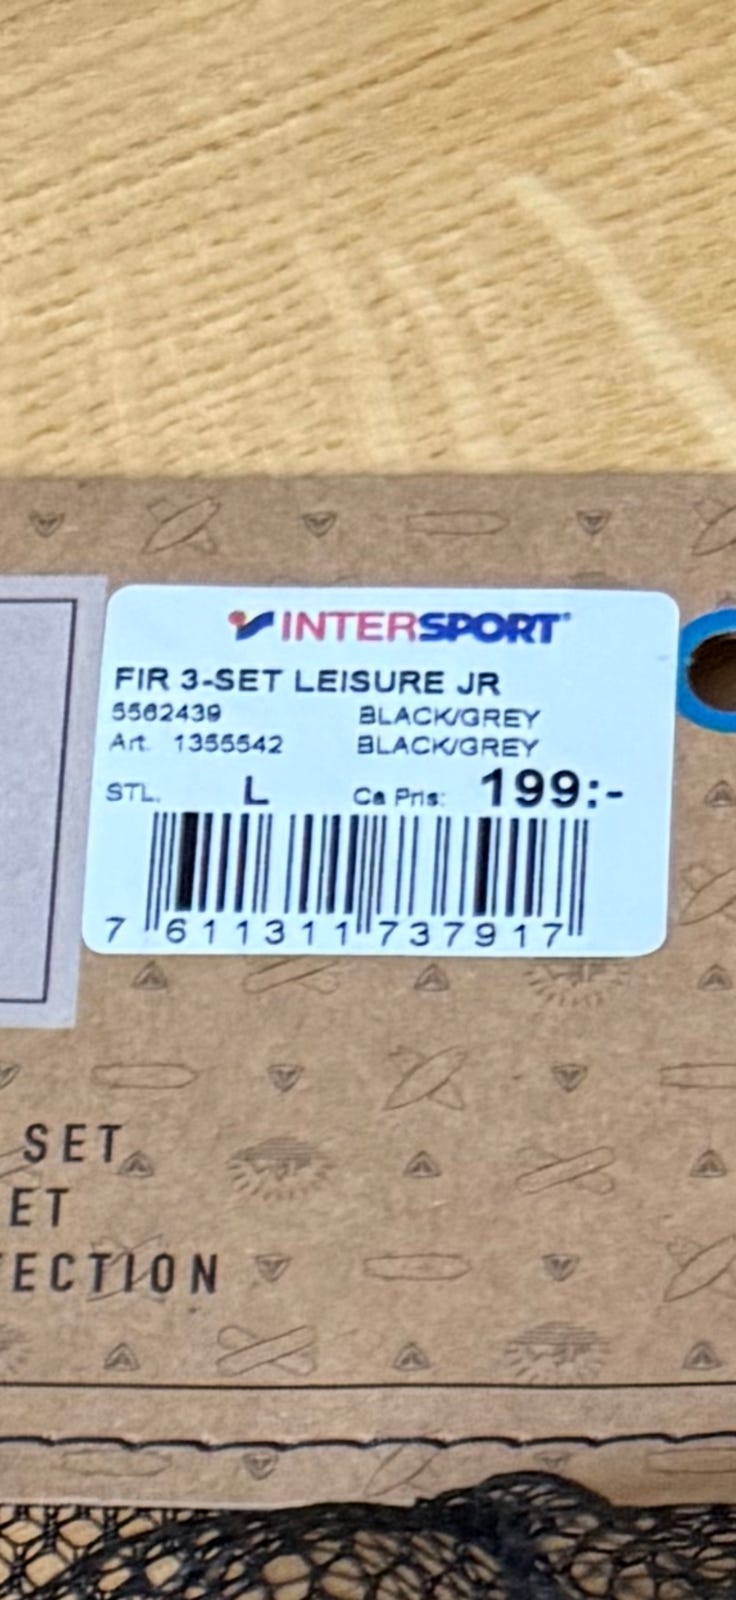 INTERSPORT
FIR 3-SET LEISURE JR
5562439 BLACK/GREY
Art. 1355542 BLACK/GREY
STL. L Ca Pris: 199:-
7 611311 737917
SET
ET
ECTION